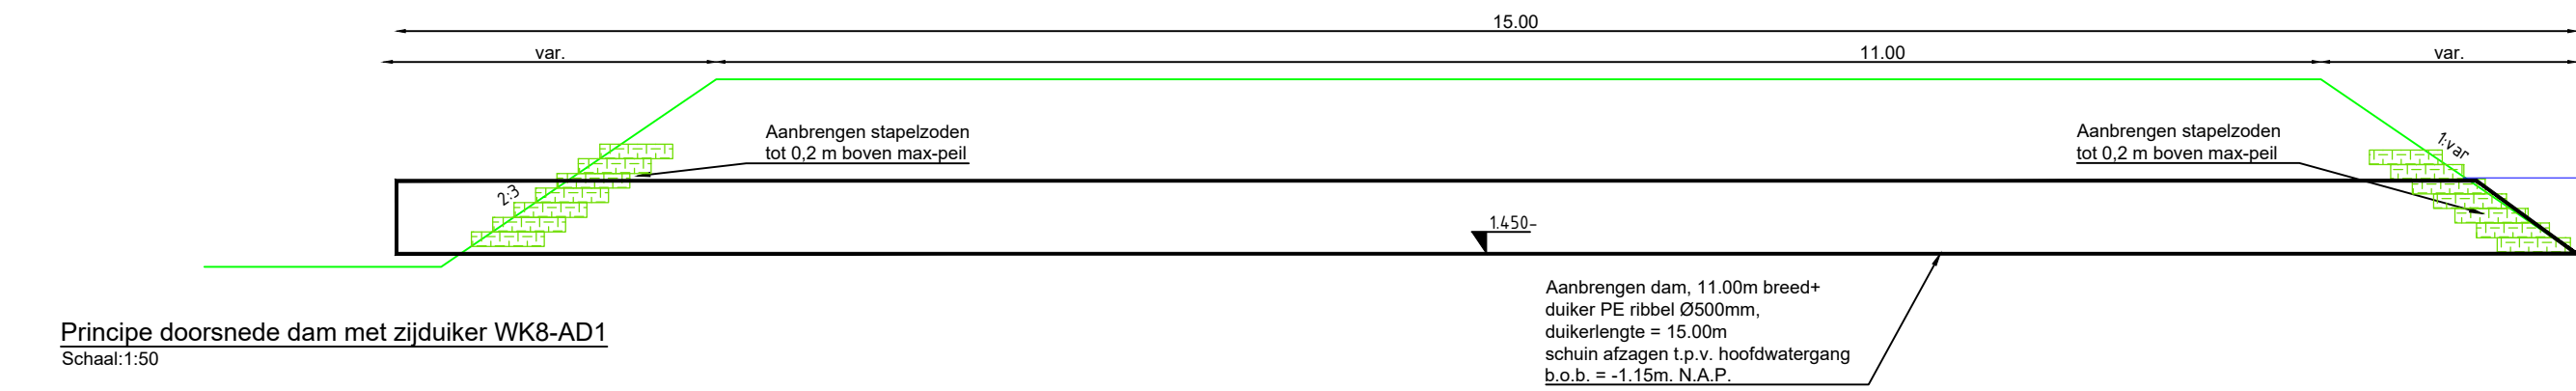 15.00
var.
11.00
var.
Aanbrengen stapelzoden
tot 0,2 m boven max-peil
Aanbrengen stapelzoden
tot 0,2 m boven max-peil
1:var
2:3
1.450-
Aanbrengen dam, 11.00m breed+
duiker PE ribbel Ø500mm,
duikerlengte = 15.00m
schuin afzagen t.p.v. hoofdwatergang
b.o.b. = -1.15m. N.A.P.
Principe doorsnede dam met zijduiker WK8-AD1
Schaal:1:50